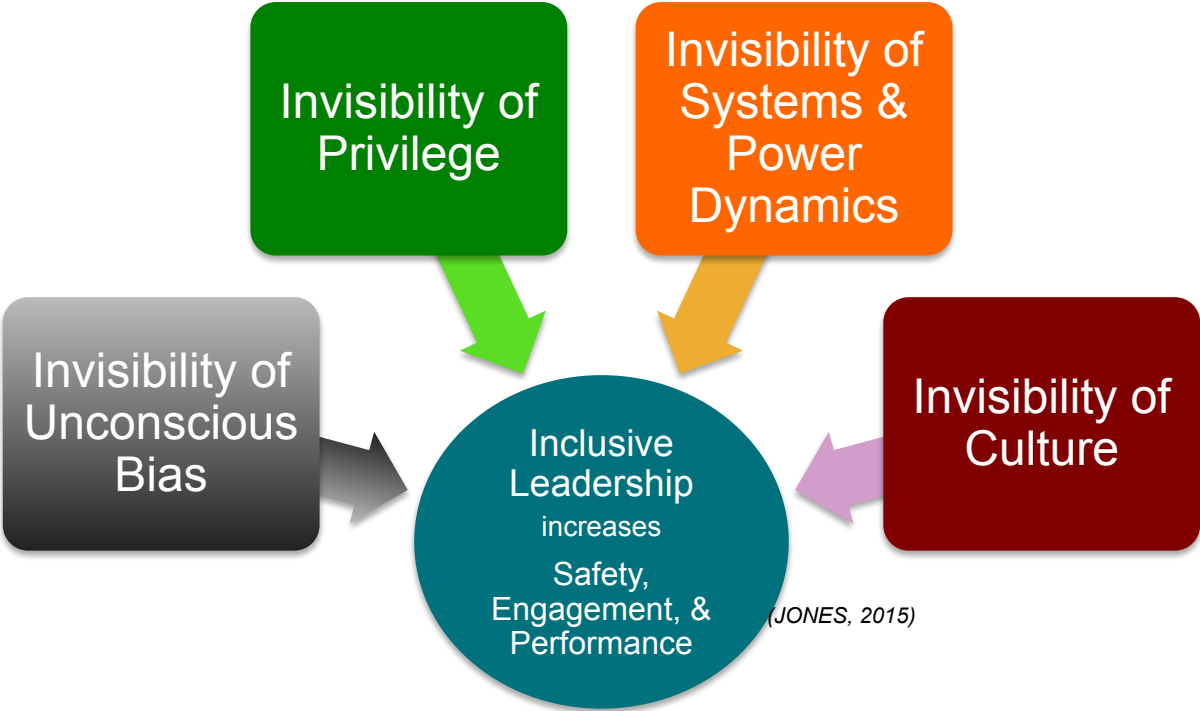 Invisibility of
Privilege
Invisibility of
Systems &
Power
Dynamics
Invisibility of
Unconscious
Bias
Invisibility of
Culture
Inclusive
Leadership
increases
Safety,
Engagement, &
Performance
(JONES, 2015)